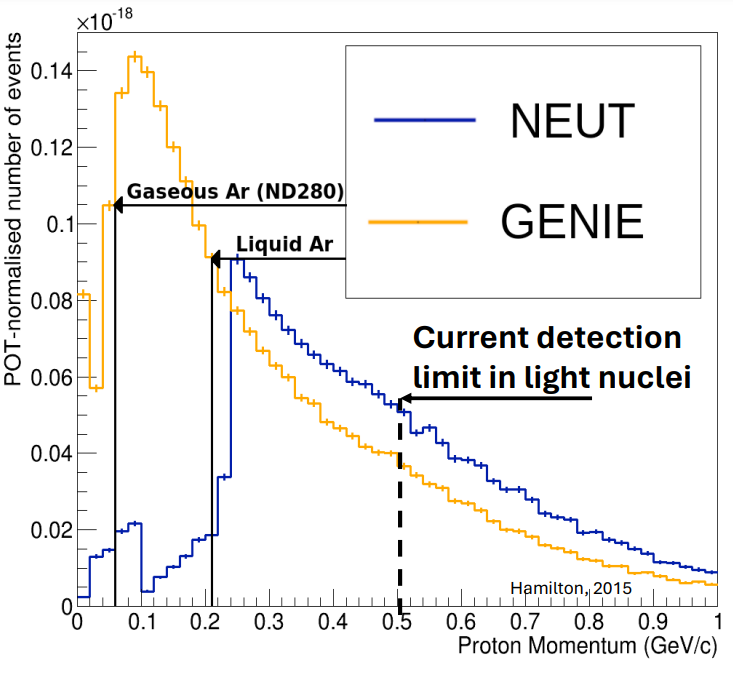 ×10⁻¹⁸
POT-normalised number of events
0.14
0.12
0.1
0.08
0.06
0.04
0.02
0
NEUT
GENIE
Gaseous Ar (ND280)
Liquid Ar
Current detection
limit in light nuclei
Hamilton, 2015
0 0.1 0.2 0.3 0.4 0.5 0.6 0.7 0.8 0.9 1
Proton Momentum (GeV/c)